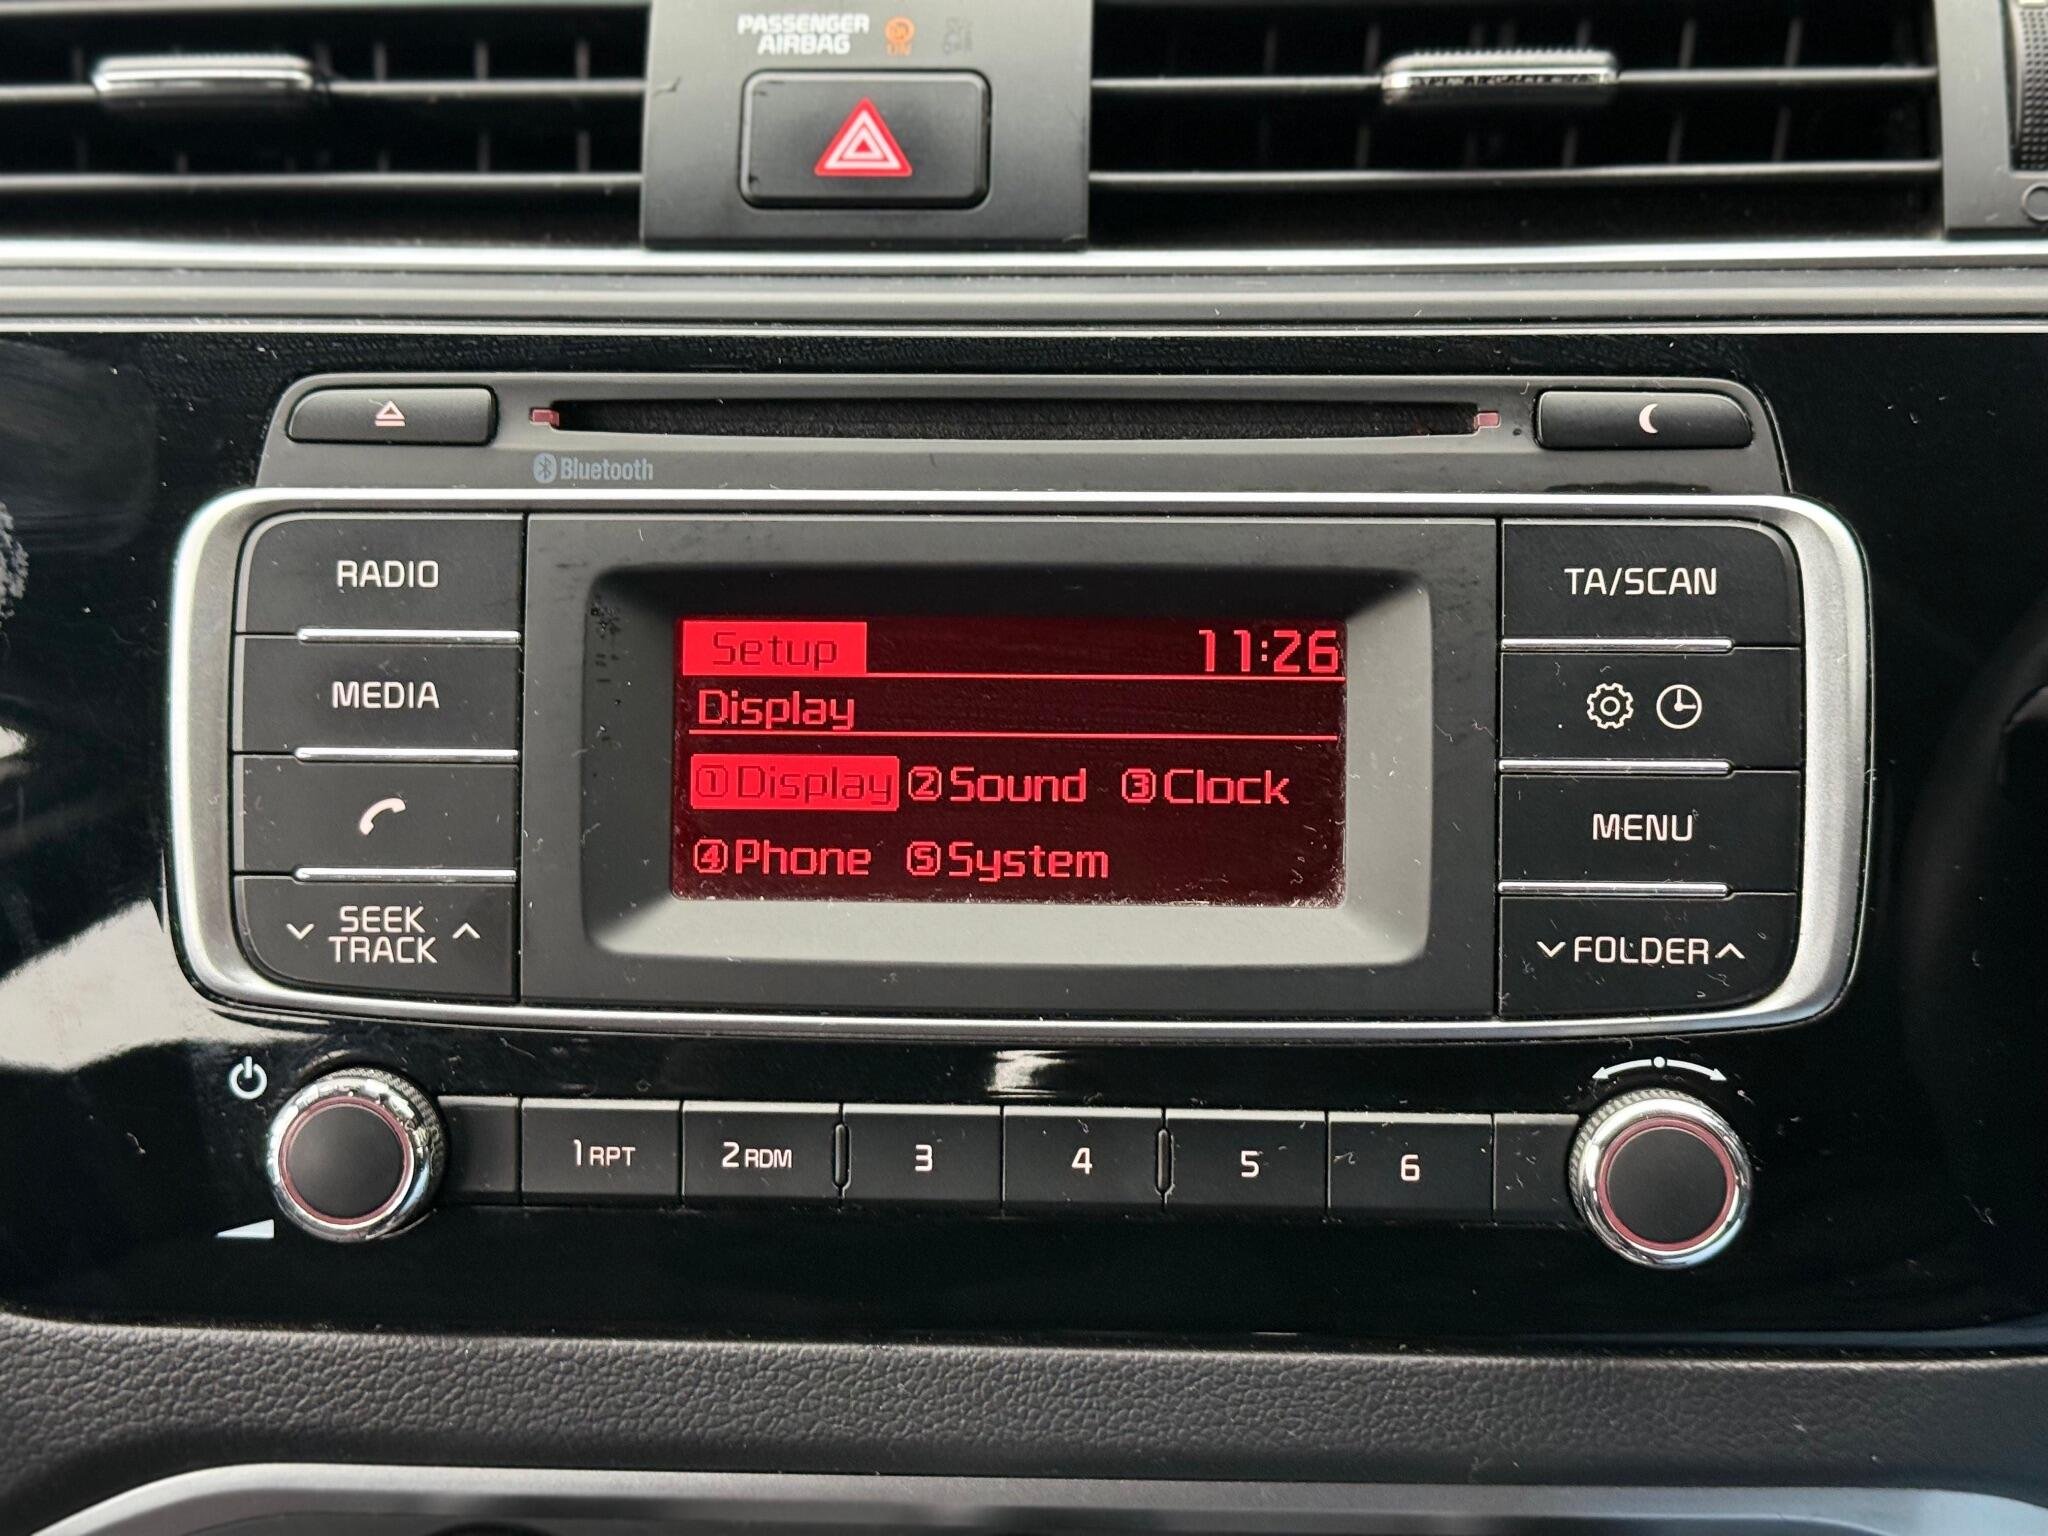 PASSENGER
AIRBAG
Bluetooth
RADIO
MEDIA
SEEK
TRACK
Setup 11:26
Display
①Display ②Sound ③Clock
④Phone ⑤System
TA/SCAN
MENU
FOLDER
1 RPT
2 RDM
3
4
5
6